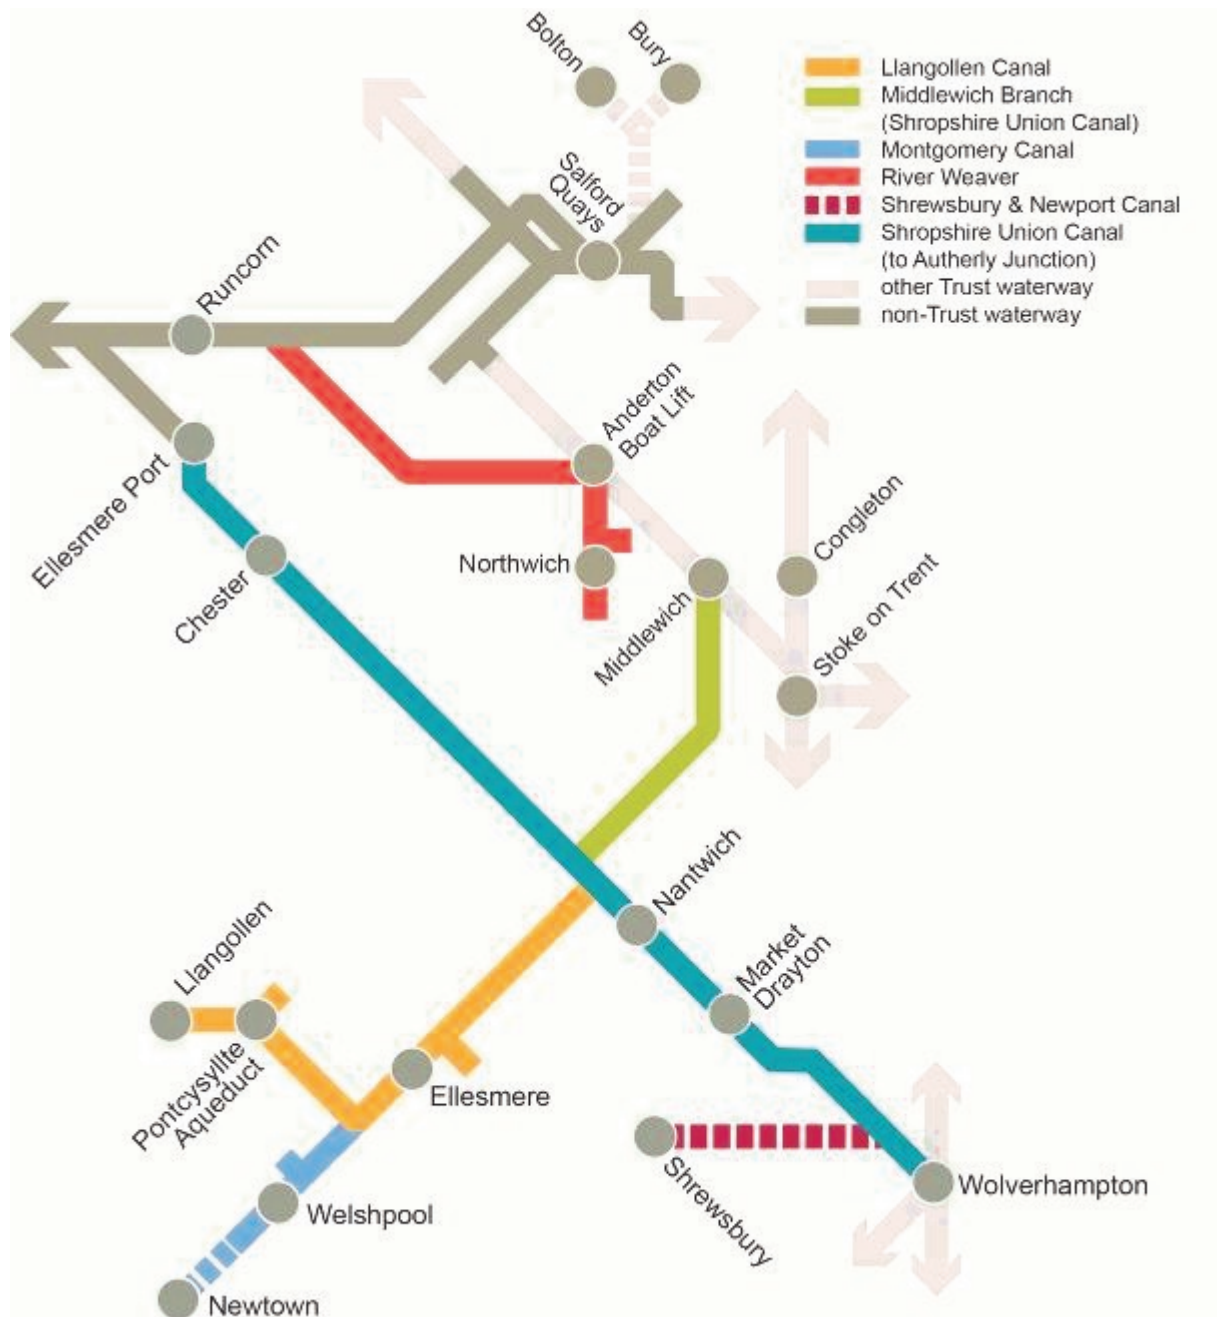 Bolton
Bury
Llangollen Canal
Middlewich Branch
(Shropshire Union Canal)
Montgomery Canal
River Weaver
Shrewsbury & Newport Canal
Shropshire Union Canal
(to Autherly Junction)
other Trust waterway
non-Trust waterway
Salford
Quays
Runcorn
Anderton
Boat Lift
Ellesmere Port
Chester
Northwich
Middlewich
Congleton
Stoke on Trent
Nantwich
Market
Drayton
Llangollen
Pontcysyllte
Aqueduct
Ellesmere
Shrewsbury
Wolverhampton
Welshpool
Newtown